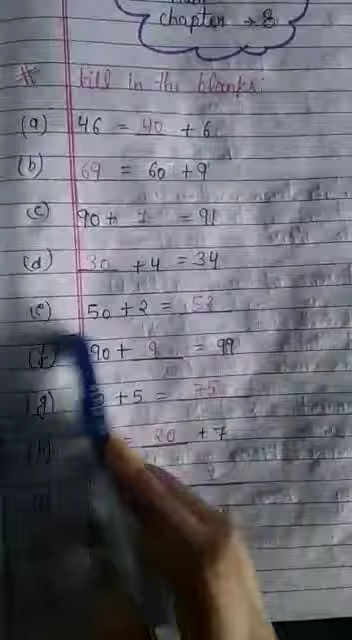 chapter → 8
* Fill in the blanks:
(a) 46 = 40 + 6
(b) 69 = 60 + 9
(c) 90 + 1 = 91
(d) 30 + 4 = 34
(e) 50 + 2 = 52
(f) 90 + 9 = 99
(g) + 5 = 75
(h) = 20 + 7